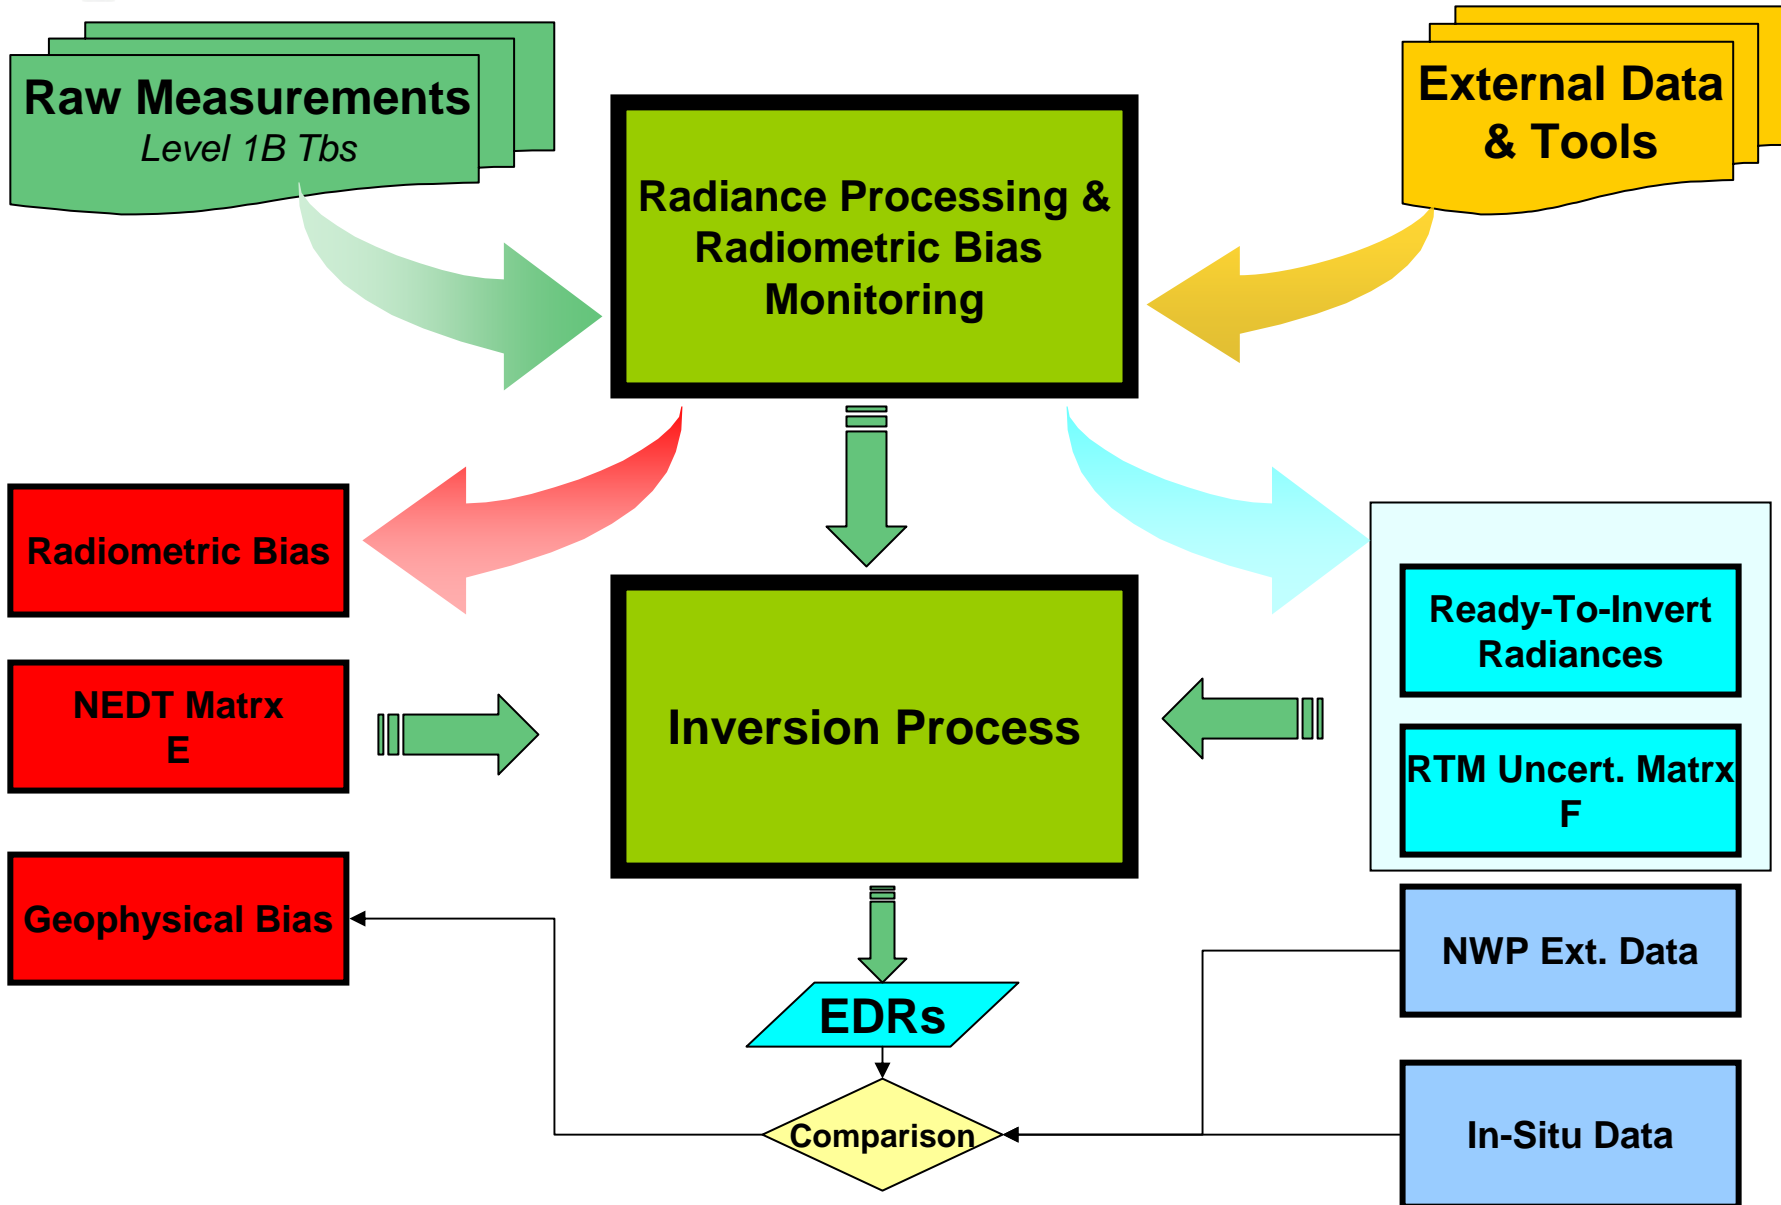 Raw Measurements
Level 1B Tbs
External Data
& Tools
Radiance Processing &
Radiometric Bias
Monitoring
Radiometric Bias
Ready-To-Invert
Radiances
NEDT Matrx
E
Inversion Process
RTM Uncert. Matrx
F
Geophysical Bias
NWP Ext. Data
EDRs
Comparison
In-Situ Data